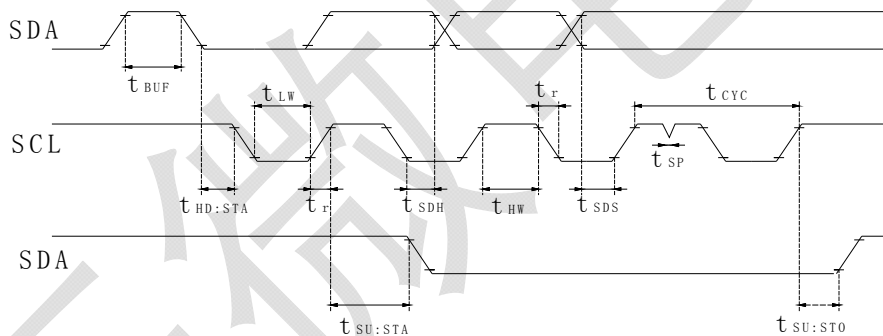 SDA
t BUF
t LW
t r
t CYC
SCL
t SP
t HD:STA
t r
t SDH
t HW
t SDS
SDA
t SU:STA
t SU:STO